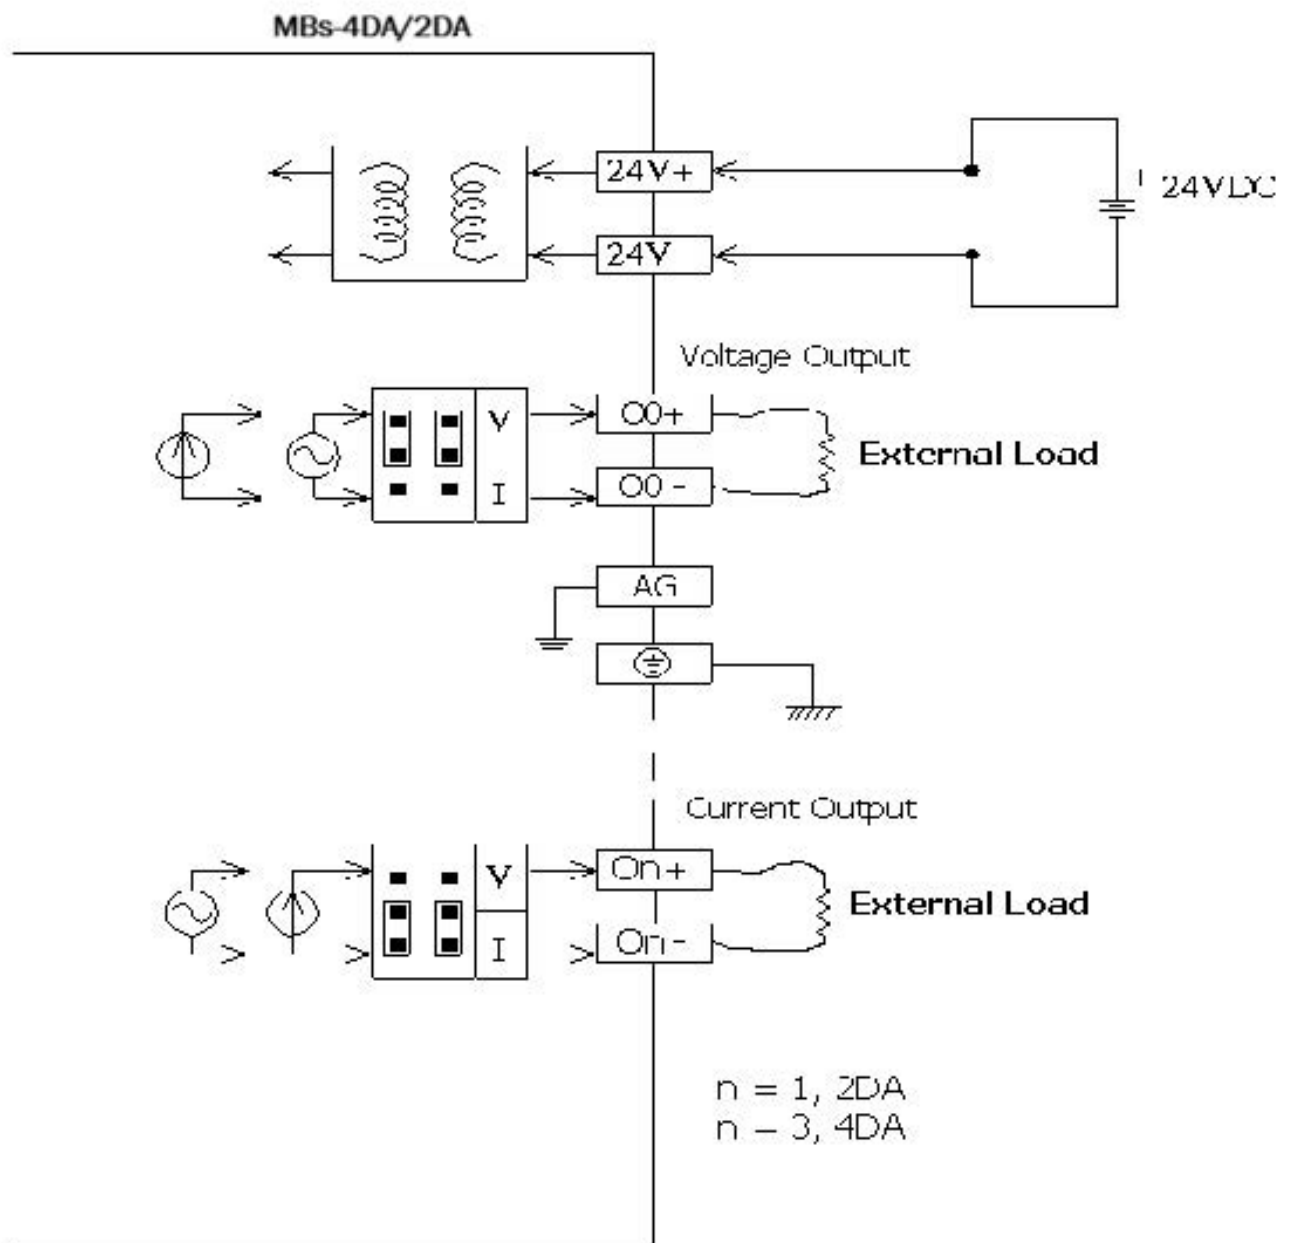 MBs-4DA/2DA
24V+
24VDC
24V
Voltage Output
V
O0+
External Load
I
O0-
AG
Current Output
V
On+
External Load
I
On-
n = 1, 2DA
n – 3, 4DA